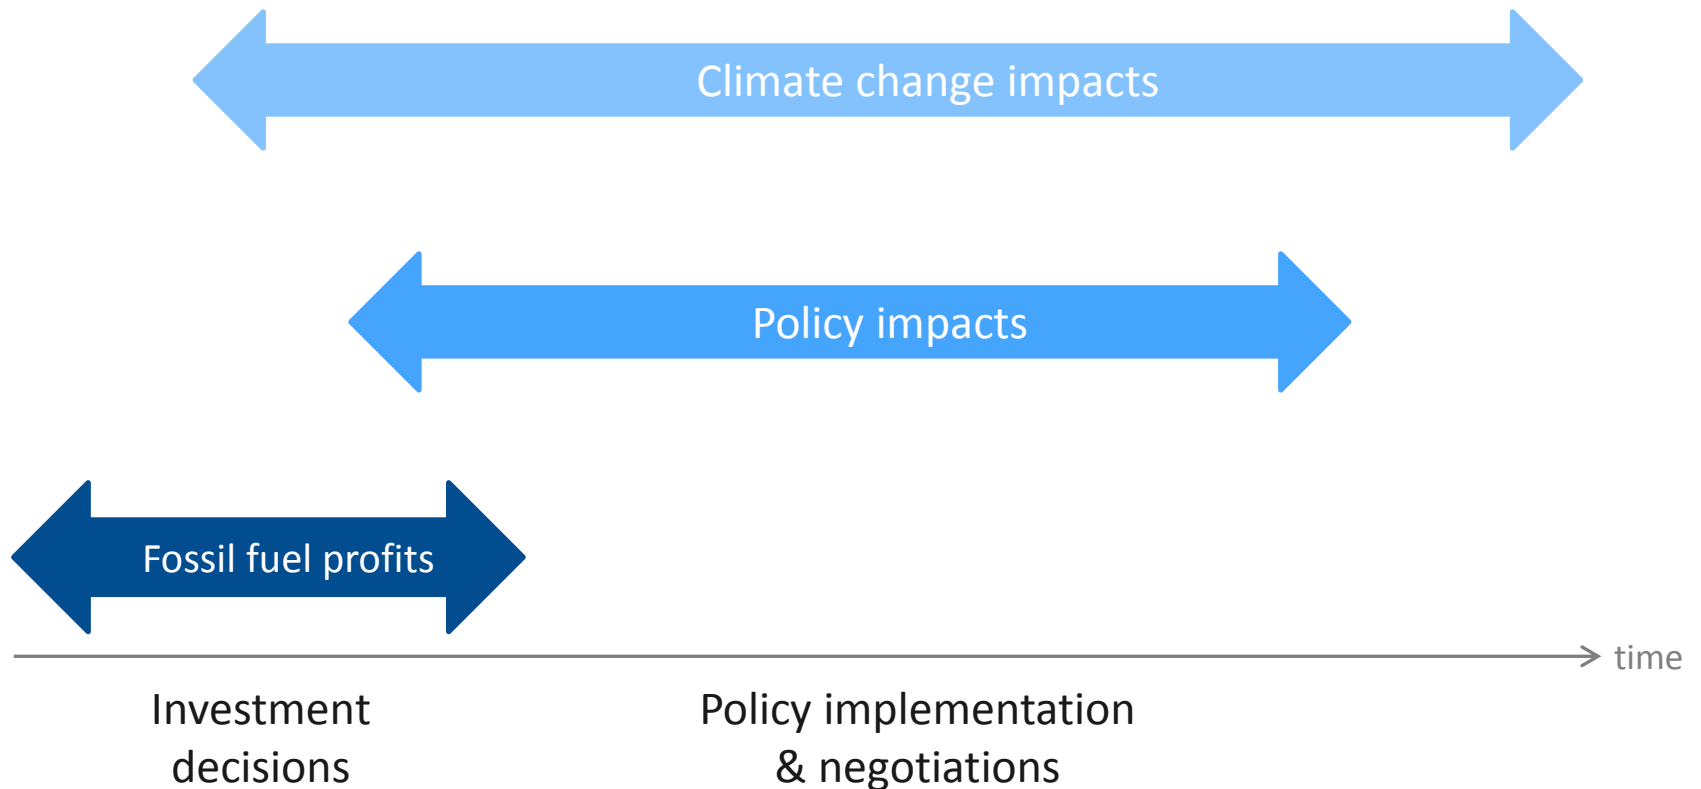 Climate change impacts
Policy impacts
Fossil fuel profits
time
Investment
decisions
Policy implementation
& negotiations